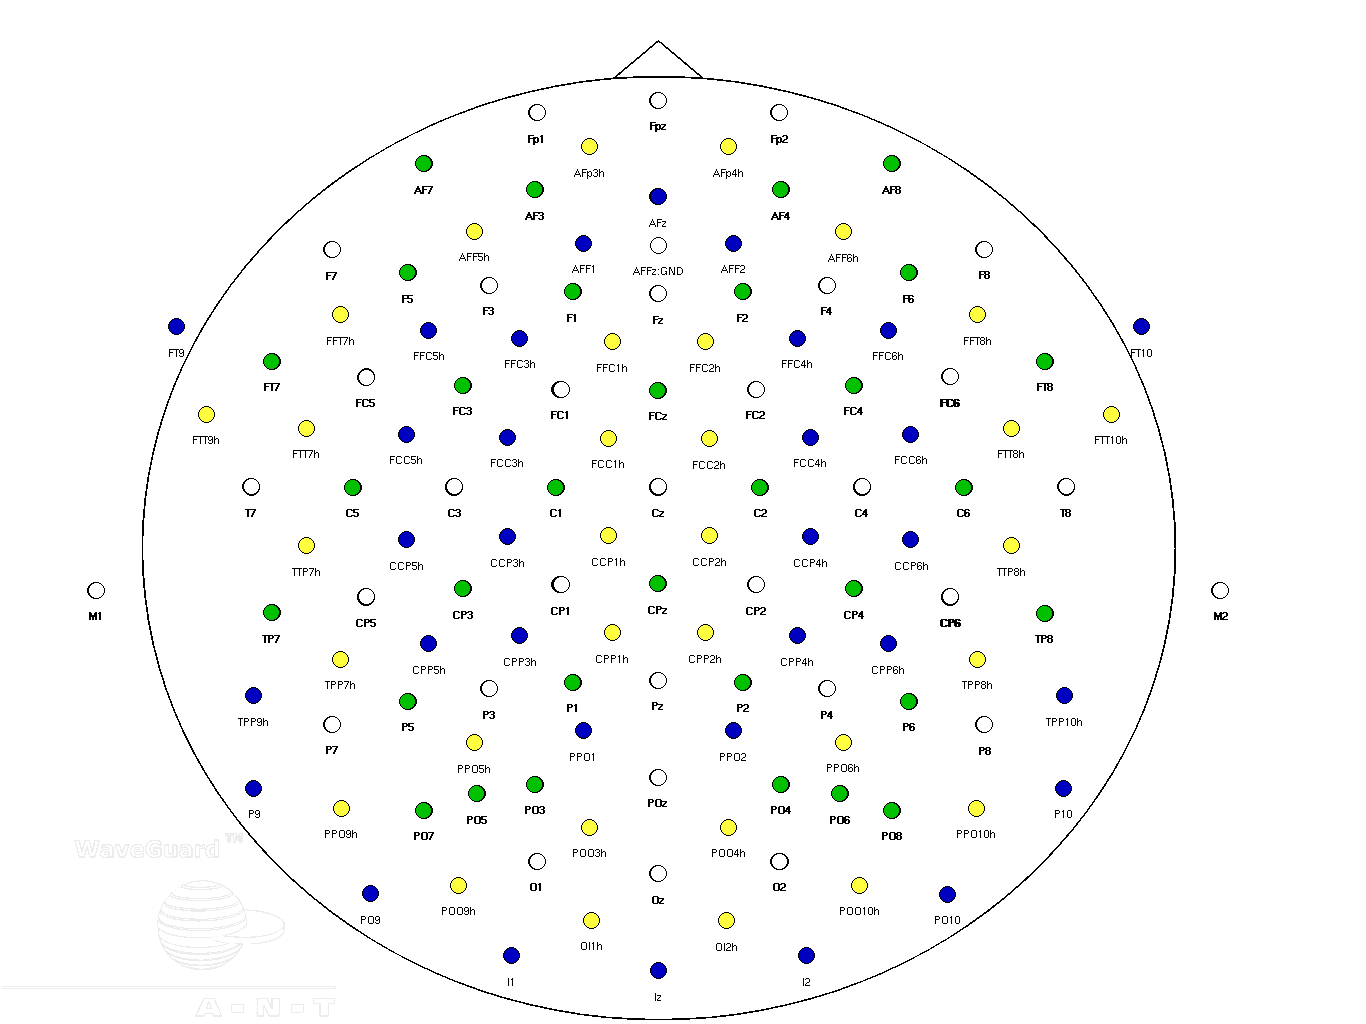 Fpz
Fp1 Fp2
AFp3h AFp4h
AF7 AF8
AF3 AF4
AFz
AFF5h AFF6h
AFF1 AFFz:GND AFF2
F7 F8
F5 F6
F3 F4
F1 Fz F2
FFT7h FFT8h
FT9 FT10
FFC5h FFC6h
FFC3h FFC4h
FFC1h FFC2h
FT7 FT8
FC5 FC6
FC3 FC4
FC1 FCz FC2
FTT9h FTT10h
FTT7h FTT8h
FCC5h FCC3h FCC1h FCC2h FCC4h FCC6h
T7 C5 C3 C1 Cz C2 C4 C6 T8
TTP7h CCP5h CCP3h CCP1h CCP2h CCP4h CCP6h TTP8h
M1 CP5 CP3 CP1 CPz CP2 CP4 CP6 M2
TP7 TP8
CPP5h CPP3h CPP1h CPP2h CPP4h CPP6h
TPP7h TPP8h
P3 P1 Pz P2 P4
TPP9h P5 P6 TPP10h
P7 P8
PPO5h PPO1 PPO2 PPO6h
P9 PO3 POz PO4 P10
PO5 PO6
PPO9h PO7 PO8 PPO10h
WaveGuard™ POO3h POO4h
O1 Oz O2
POO9h POO10h
PO9 PO10
OI1h OI2h
I1 Iz I2
A-N-T